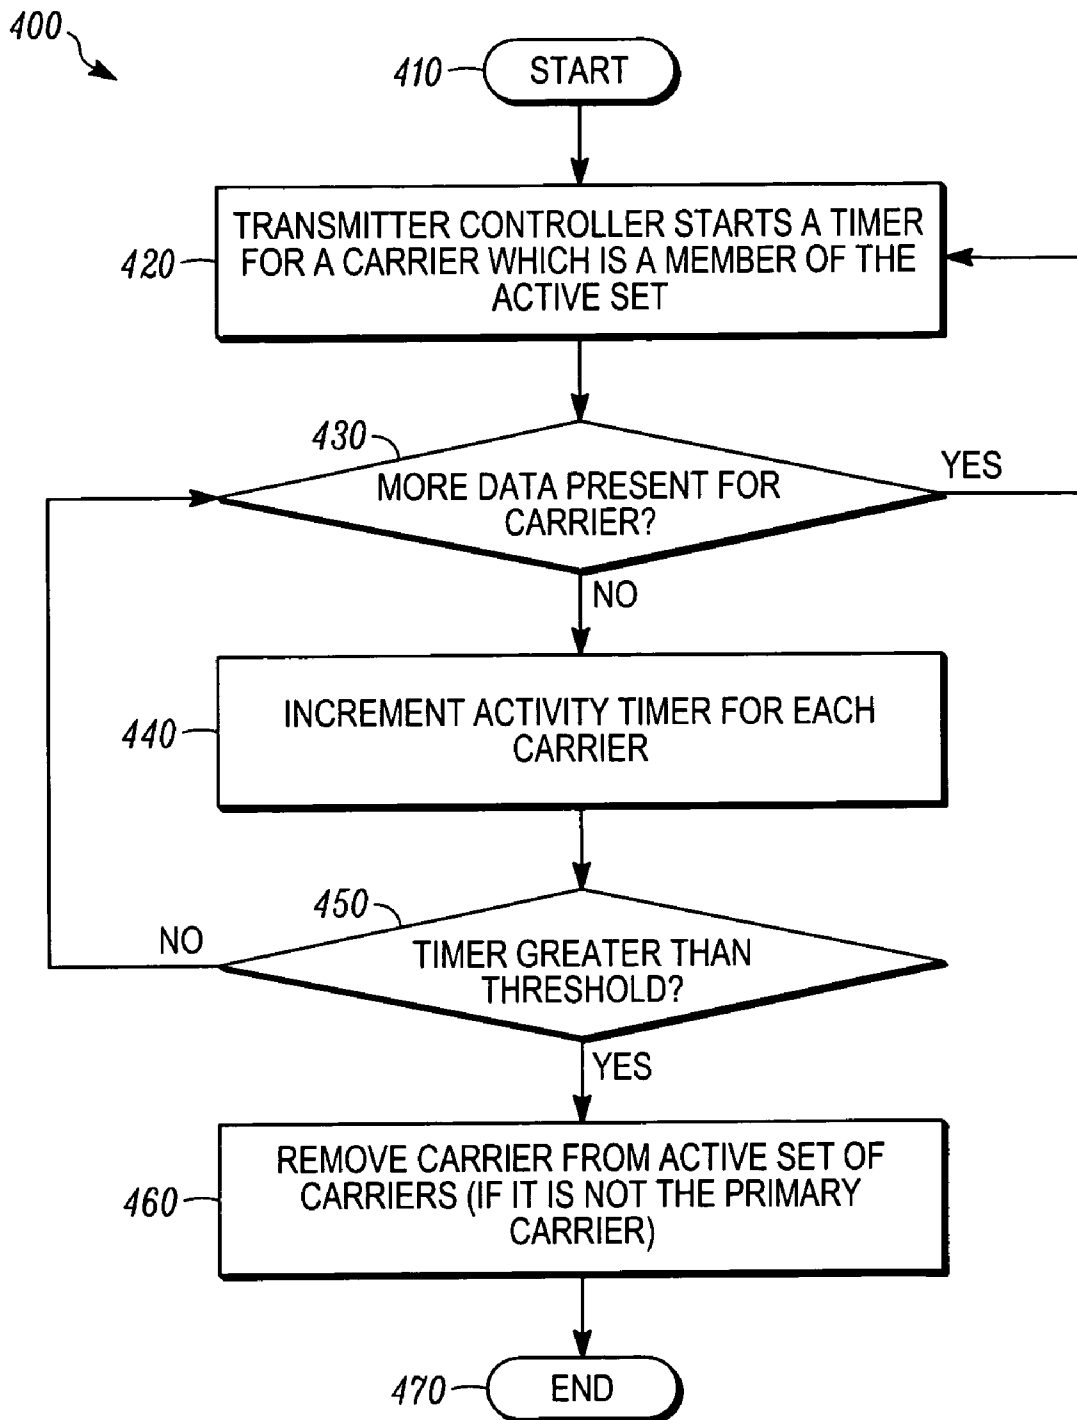 400
410
START
420
TRANSMITTER CONTROLLER STARTS A TIMER
FOR A CARRIER WHICH IS A MEMBER OF THE
ACTIVE SET
430
MORE DATA PRESENT FOR
CARRIER?
YES
NO
440
INCREMENT ACTIVITY TIMER FOR EACH
CARRIER
450
NO
TIMER GREATER THAN
THRESHOLD?
YES
460
REMOVE CARRIER FROM ACTIVE SET OF
CARRIERS (IF IT IS NOT THE PRIMARY
CARRIER)
470
END